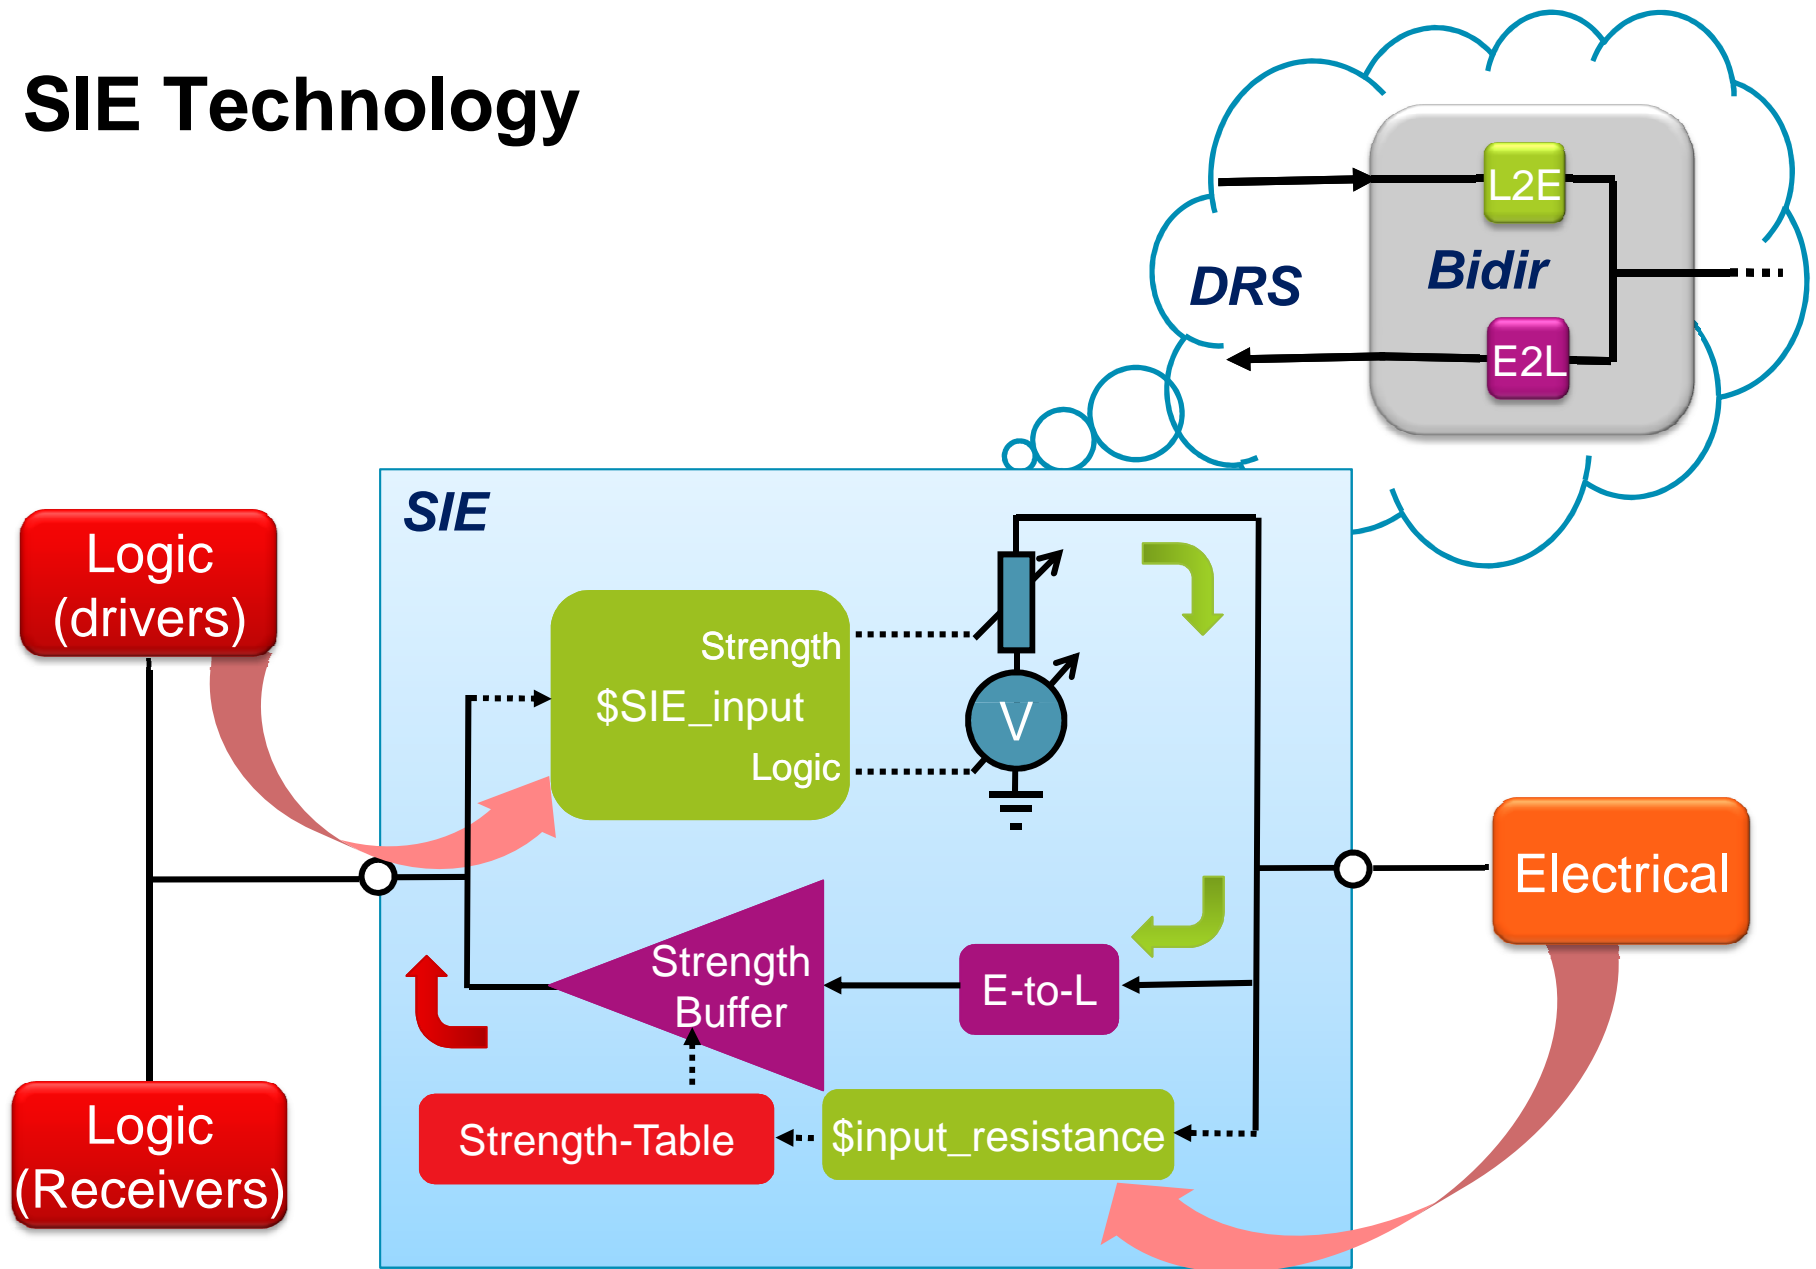 SIE Technology
L2E
DRS
Bidir
E2L
SIE
Logic
(drivers)
Strength
$SIE_input
Logic
V
Electrical
Strength
Buffer
E-to-L
Logic
(Receivers)
Strength-Table
$input_resistance